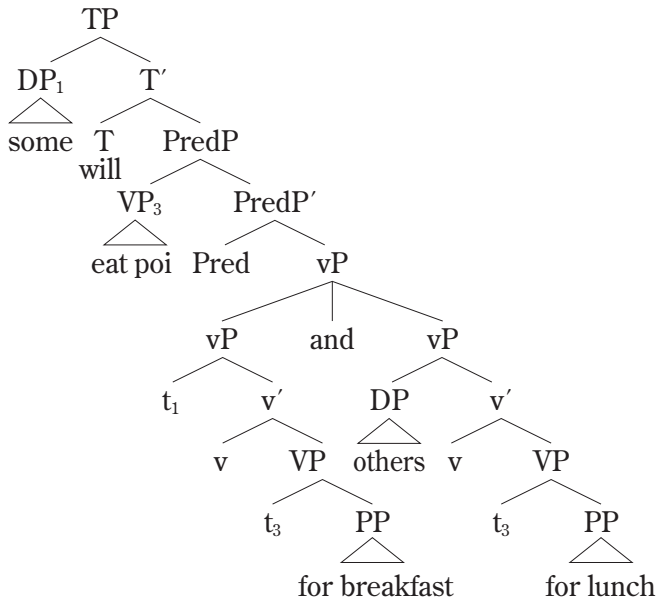 TP
DP₁ T′
some T PredP
will
VP₃ PredP′
eat poi Pred vP
vP and vP
t₁ v′ DP v′
v VP others v VP
t₃ PP t₃ PP
for breakfast for lunch